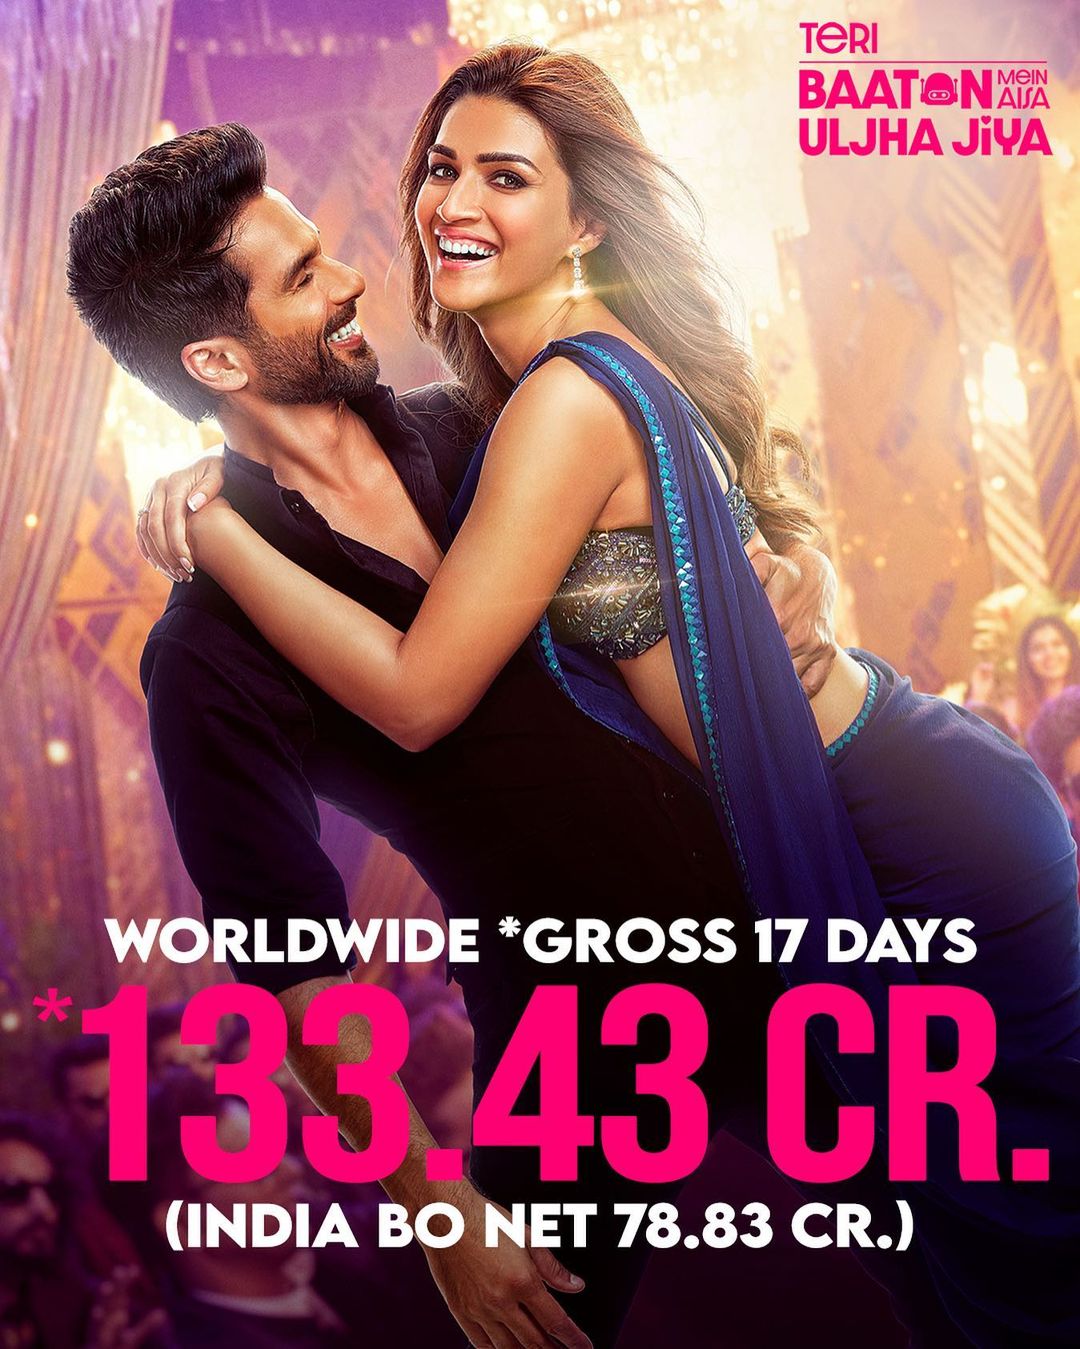 TERI
BAATON MEIN AISA
ULJHA JIYA
WORLDWIDE *GROSS 17 DAYS
*133.43 CR.
(INDIA BO NET 78.83 CR.)